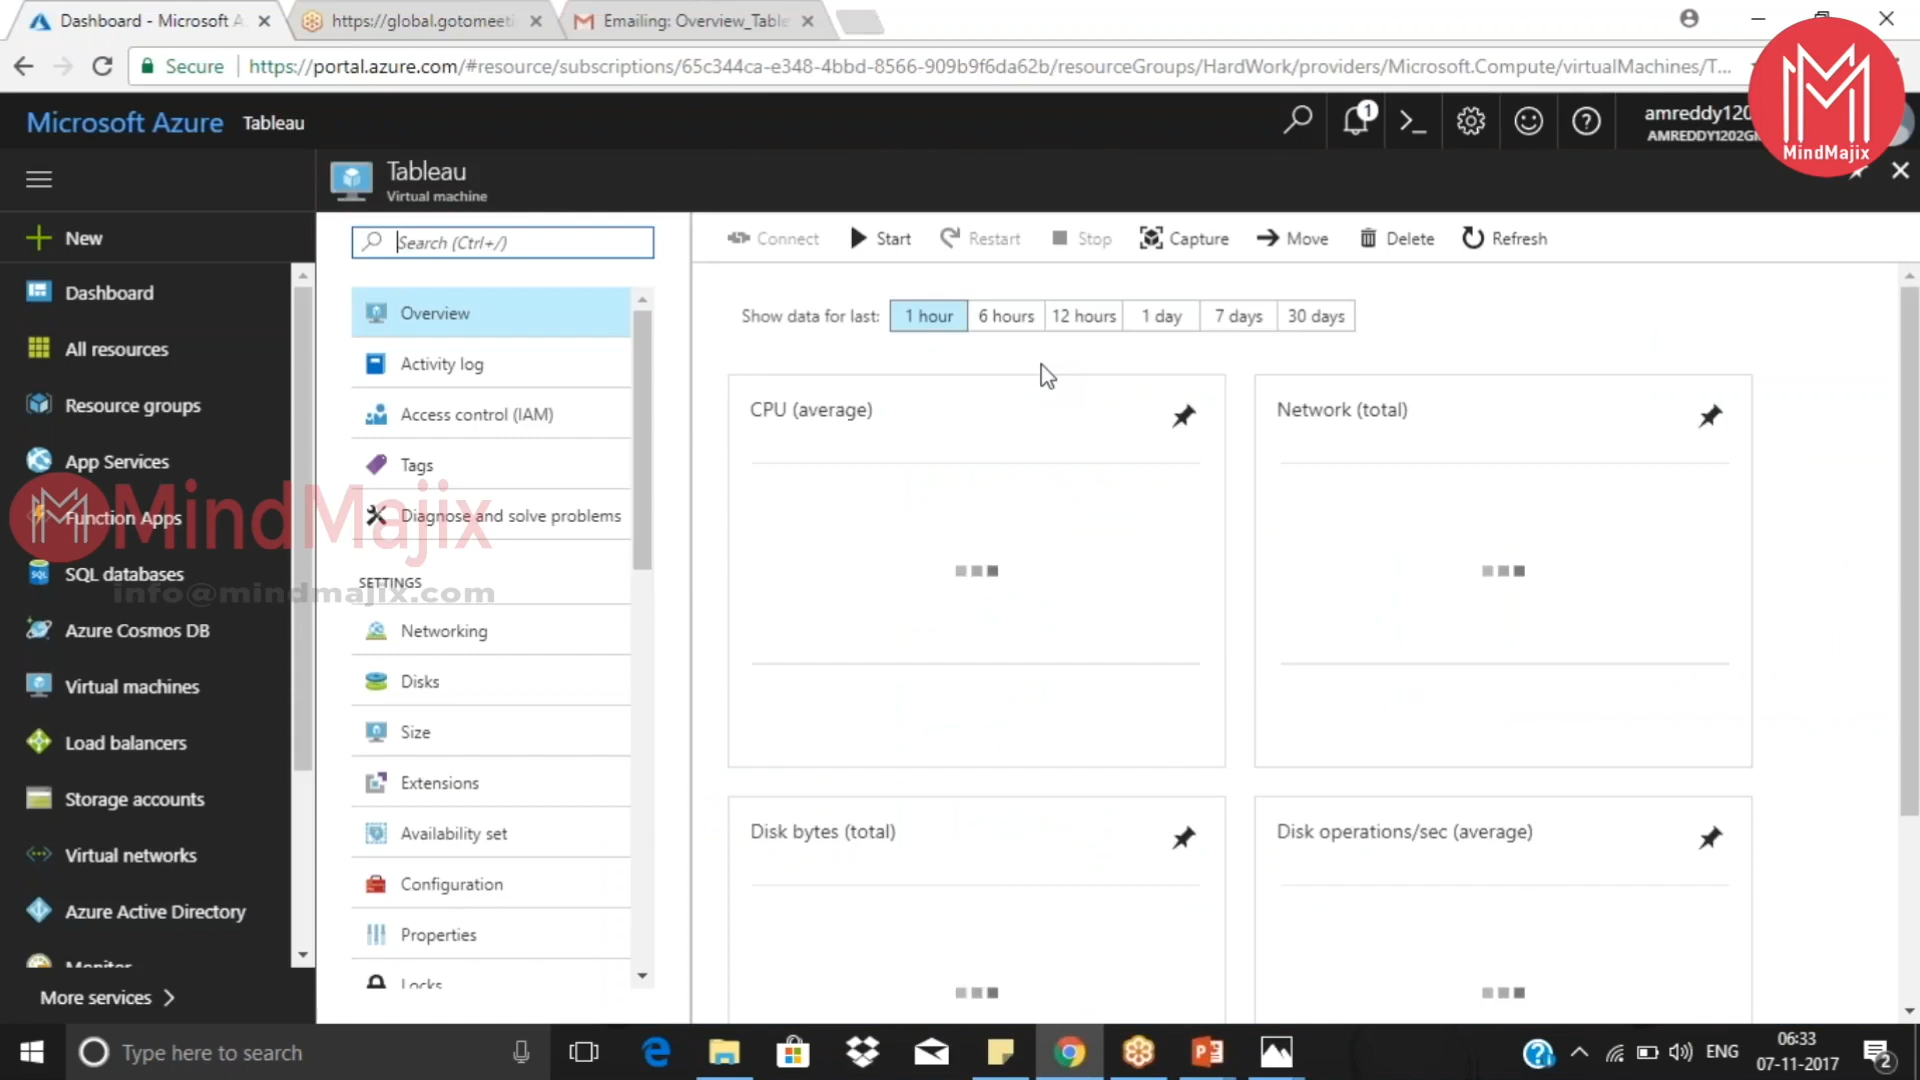 Dashboard - Microsoft A
https://global.gotomeeti
Emailing: Overview_Table
Secure
https://portal.azure.com/#resource/subscriptions/65c344ca-e348-4bbd-8566-909b9f6da62b/resourceGroups/HardWork/providers/Microsoft.Compute/virtualMachines/T...
Microsoft Azure Tableau
1
amreddy120
AMREDDY1202G
MindMajix
Tableau
Virtual machine
New
Dashboard
All resources
Resource groups
App Services
Function Apps
SQL databases
Azure Cosmos DB
Virtual machines
Load balancers
Storage accounts
Virtual networks
Azure Active Directory
Monitor
More services
MindMajix
info@mindmajix.com
Search (Ctrl+/)
Overview
Activity log
Access control (IAM)
Tags
Diagnose and solve problems
SETTINGS
Networking
Disks
Size
Extensions
Availability set
Configuration
Properties
Locks
Connect Start Restart Stop Capture Move Delete Refresh
Show data for last: 1 hour 6 hours 12 hours 1 day 7 days 30 days
CPU (average)
Network (total)
Disk bytes (total)
Disk operations/sec (average)
Type here to search
ENG
06:33
07-11-2017
2